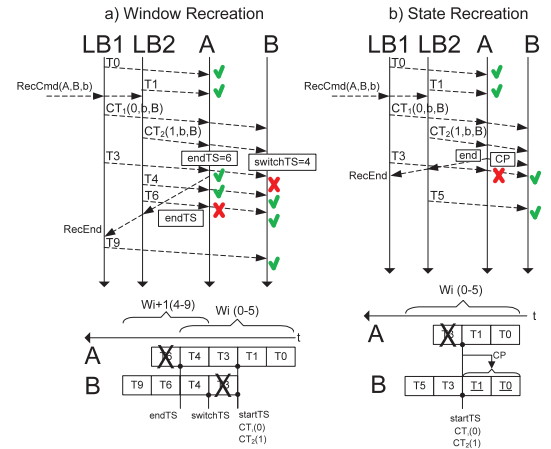 a) Window Recreation
LB1 LB2 A B
T0
RecCmd(A,B,b)
T1
CT1(0,b,B)
CT2(1,b,B)
endTS=6
switchTS=4
T3
T4
T6
endTS
RecEnd
T9
Wi+1(4-9)
Wi (0-5)
t
A
T6 T4 T3 T1 T0
B
T9 T6 T4 T3
endTS switchTS startTS
CT1(0)
CT2(1)
b) State Recreation
LB1 LB2 A B
T0
RecCmd(A,B,b)
T1
CT1(0,b,B)
CT2(1,b,B)
end
CP
T3
RecEnd
T5
Wi (0-5)
t
A
T3 T1 T0
CP
B
T5 T3 T1 T0
startTS
CT1(0)
CT2(1)